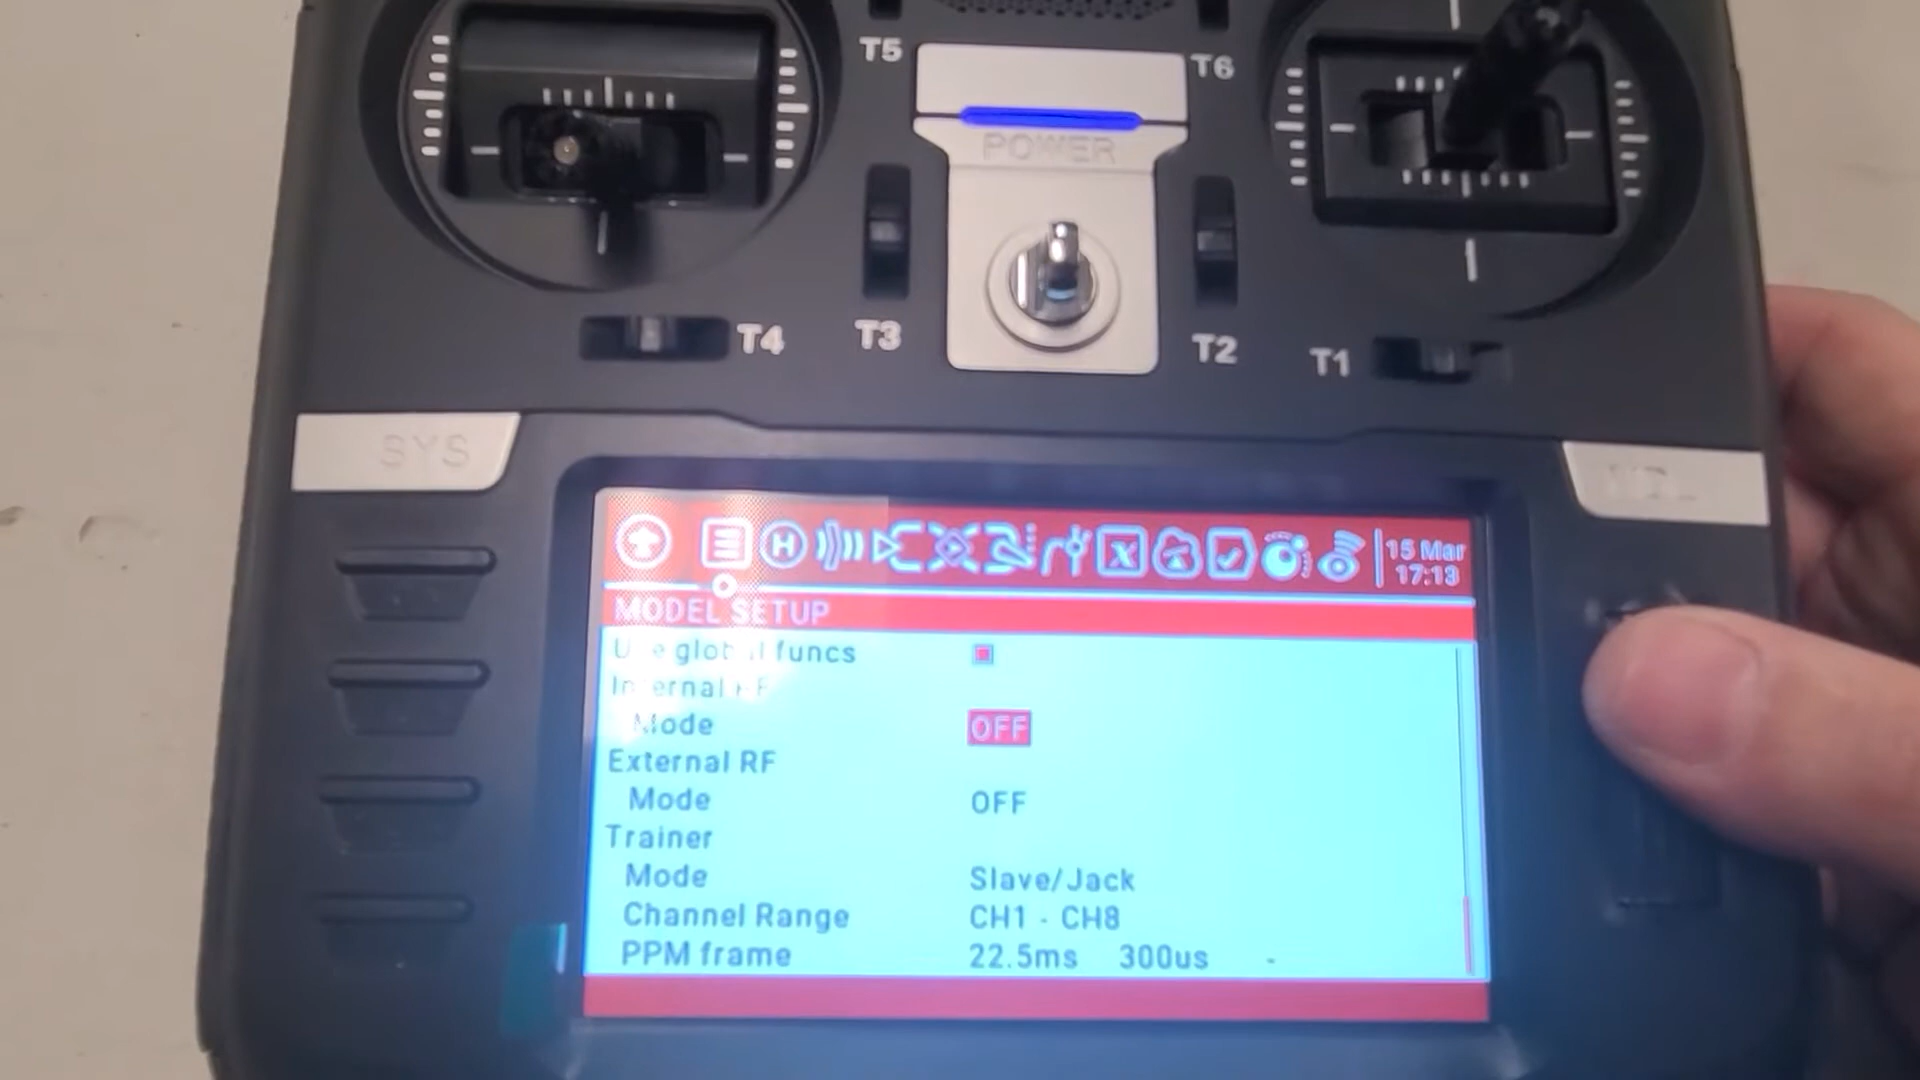 T5
T6
POWER
T4
T3
T2
T1
SYS
H
X
15 Mar
17:13
MODEL SETUP
Use global funcs
Internal RF
Mode OFF
External RF
Mode OFF
Trainer
Mode Slave/Jack
Channel Range CH1 - CH8
PPM frame 22.5ms 300us -